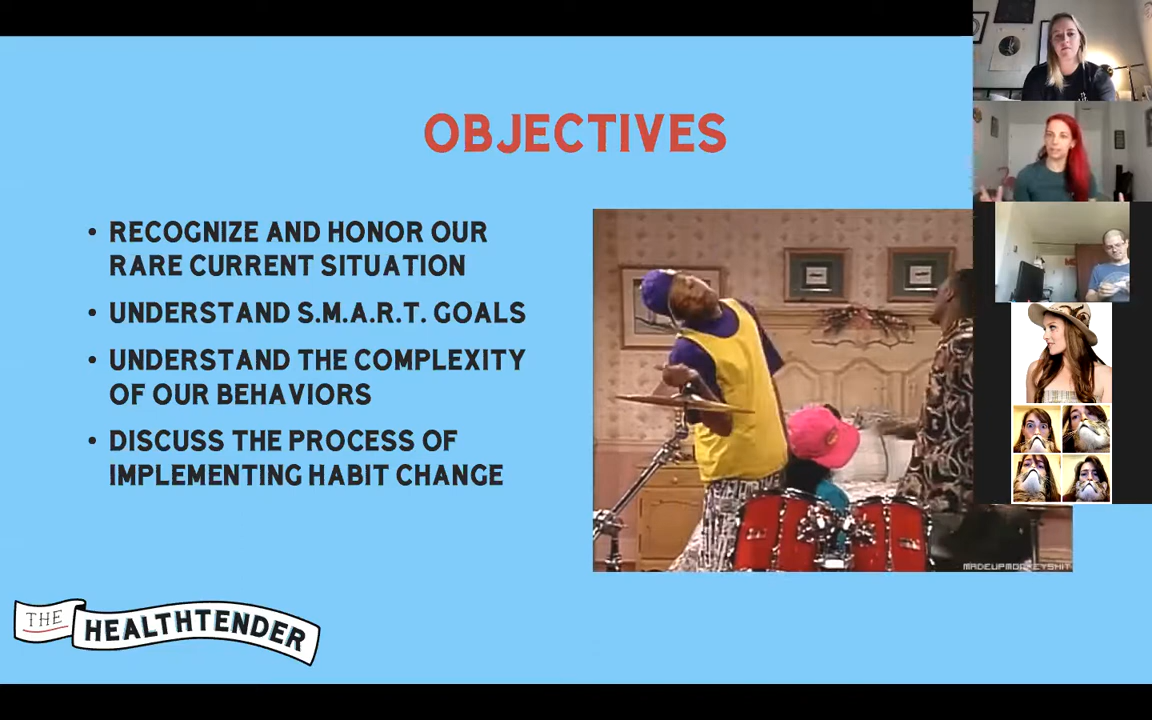 OBJECTIVES
• RECOGNIZE AND HONOR OUR
RARE CURRENT SITUATION
• UNDERSTAND S.M.A.R.T. GOALS
• UNDERSTAND THE COMPLEXITY
OF OUR BEHAVIORS
• DISCUSS THE PROCESS OF
IMPLEMENTING HABIT CHANGE
MADEUPMONKEYSHIT
THE HEALTHTENDER